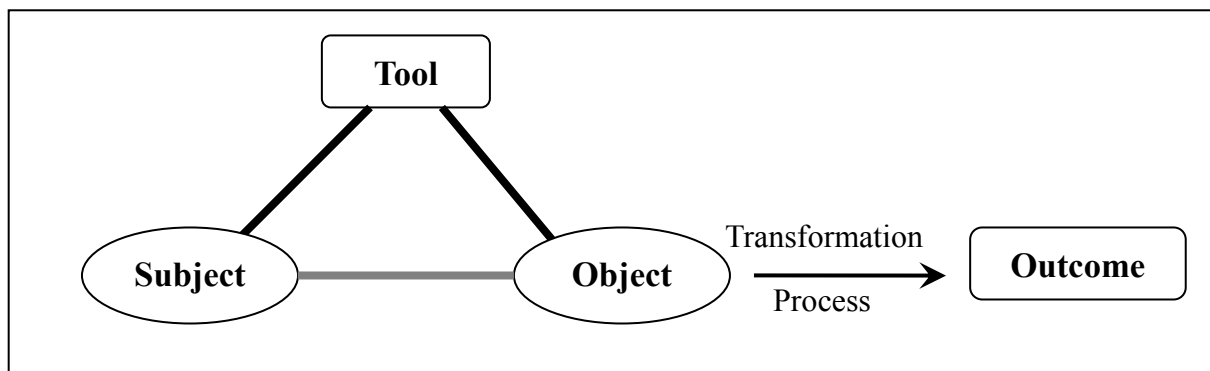 Tool
Subject
Object
Transformation
Process
Outcome